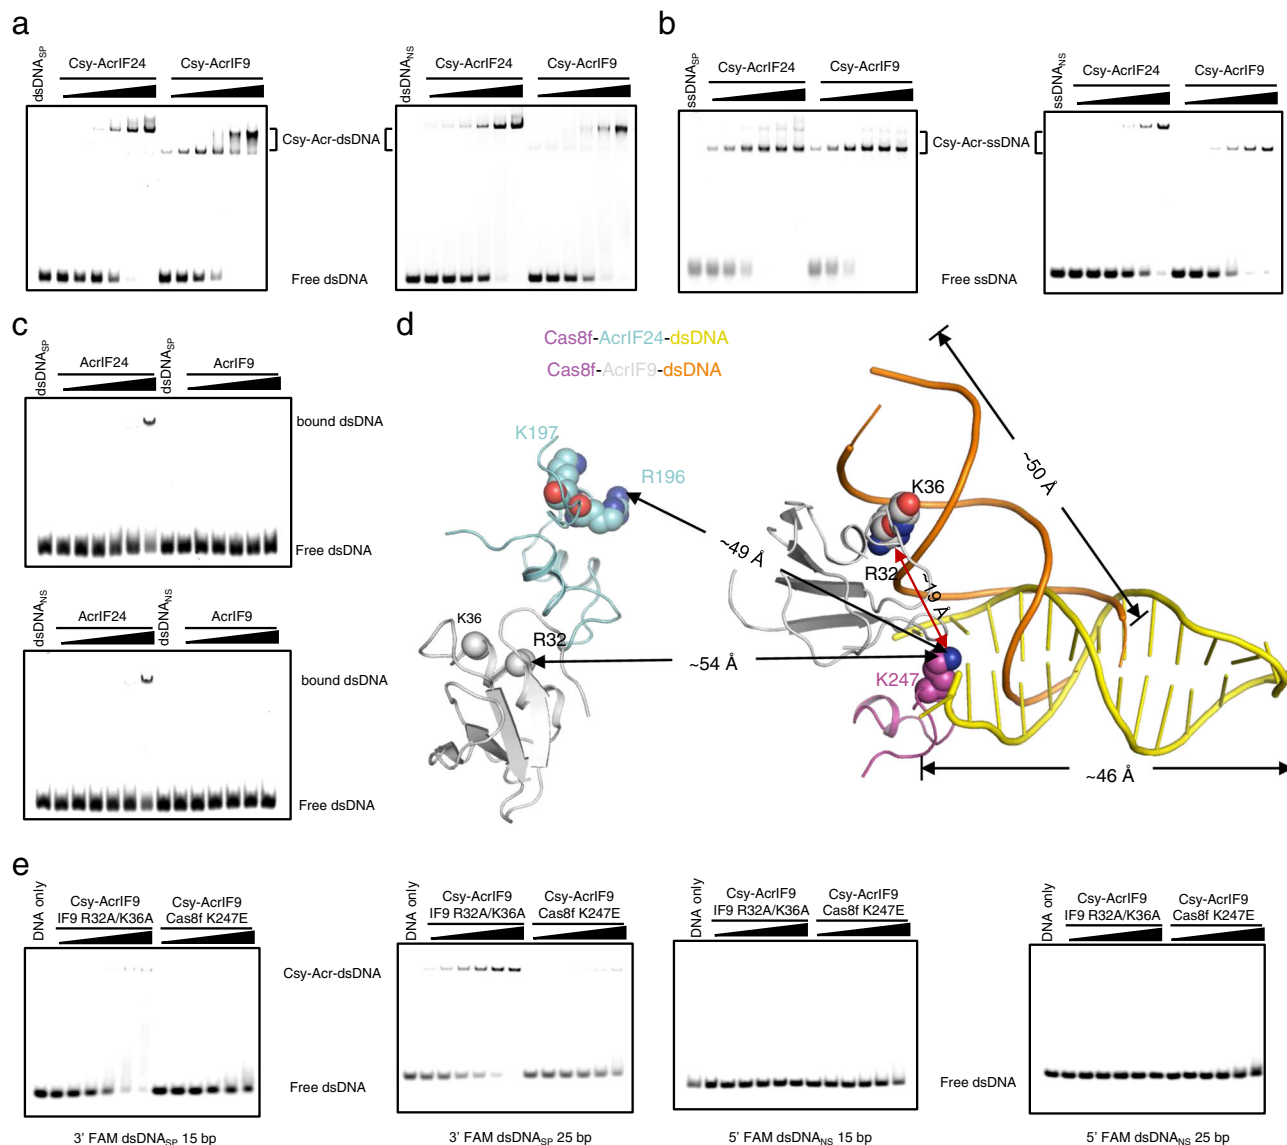 a
dsDNASP
Csy-AcrIF24
Csy-AcrIF9
dsDNANS
Csy-AcrIF24
Csy-AcrIF9
Csy-Acr-dsDNA
Free dsDNA
b
ssDNASP
Csy-AcrIF24
Csy-AcrIF9
ssDNANS
Csy-AcrIF24
Csy-AcrIF9
Csy-Acr-ssDNA
Free ssDNA
c
dsDNASP
AcrIF24
dsDNASP
AcrIF9
bound dsDNA
Free dsDNA
dsDNANS
AcrIF24
dsDNANS
AcrIF9
bound dsDNA
Free dsDNA
d
Cas8f-AcrIF24-dsDNA
Cas8f-AcrIF9-dsDNA
K197
R196
K36
R32
~49 Å
~54 Å
K36
R32
~19 Å
~50 Å
K247
~46 Å
e
DNA only
Csy-AcrIF9
IF9 R32A/K36A
Csy-AcrIF9
Cas8f K247E
Csy-Acr-dsDNA
Free dsDNA
3' FAM dsDNASP 15 bp
DNA only
Csy-AcrIF9
IF9 R32A/K36A
Csy-AcrIF9
Cas8f K247E
3' FAM dsDNASP 25 bp
DNA only
Csy-AcrIF9
IF9 R32A/K36A
Csy-AcrIF9
Cas8f K247E
5' FAM dsDNANS 15 bp
Free dsDNA
DNA only
Csy-AcrIF9
IF9 R32A/K36A
Csy-AcrIF9
Cas8f K247E
5' FAM dsDNANS 25 bp